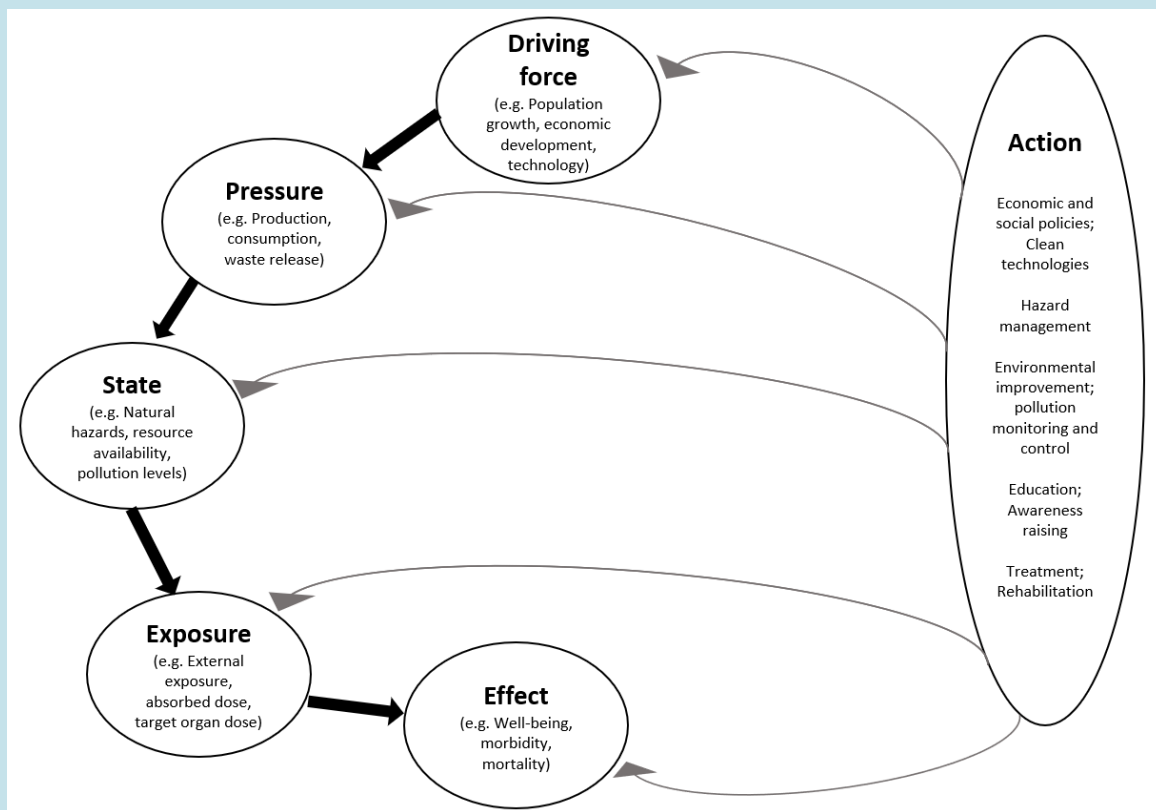 Driving
force
(e.g. Population
growth, economic
development,
technology)
Pressure
(e.g. Production,
consumption,
waste release)
State
(e.g. Natural
hazards, resource
availability,
pollution levels)
Exposure
(e.g. External
exposure,
absorbed dose,
target organ dose)
Effect
(e.g. Well-being,
morbidity,
mortality)
Action
Economic and
social policies;
Clean
technologies
Hazard
management
Environmental
improvement;
pollution
monitoring and
control
Education;
Awareness
raising
Treatment;
Rehabilitation